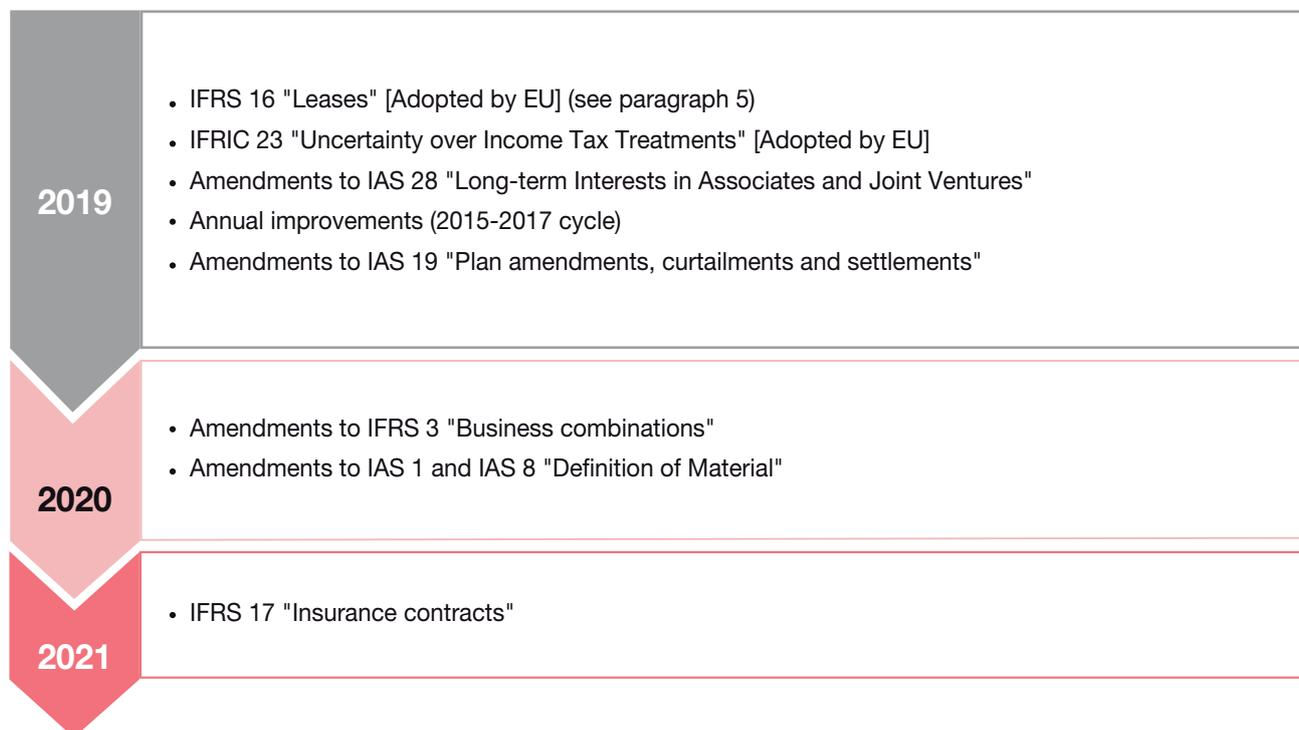 2019
• IFRS 16 "Leases" [Adopted by EU] (see paragraph 5)
• IFRIC 23 "Uncertainty over Income Tax Treatments" [Adopted by EU]
• Amendments to IAS 28 "Long-term Interests in Associates and Joint Ventures"
• Annual improvements (2015-2017 cycle)
• Amendments to IAS 19 "Plan amendments, curtailments and settlements"
2020
• Amendments to IFRS 3 "Business combinations"
• Amendments to IAS 1 and IAS 8 "Definition of Material"
2021
• IFRS 17 "Insurance contracts"